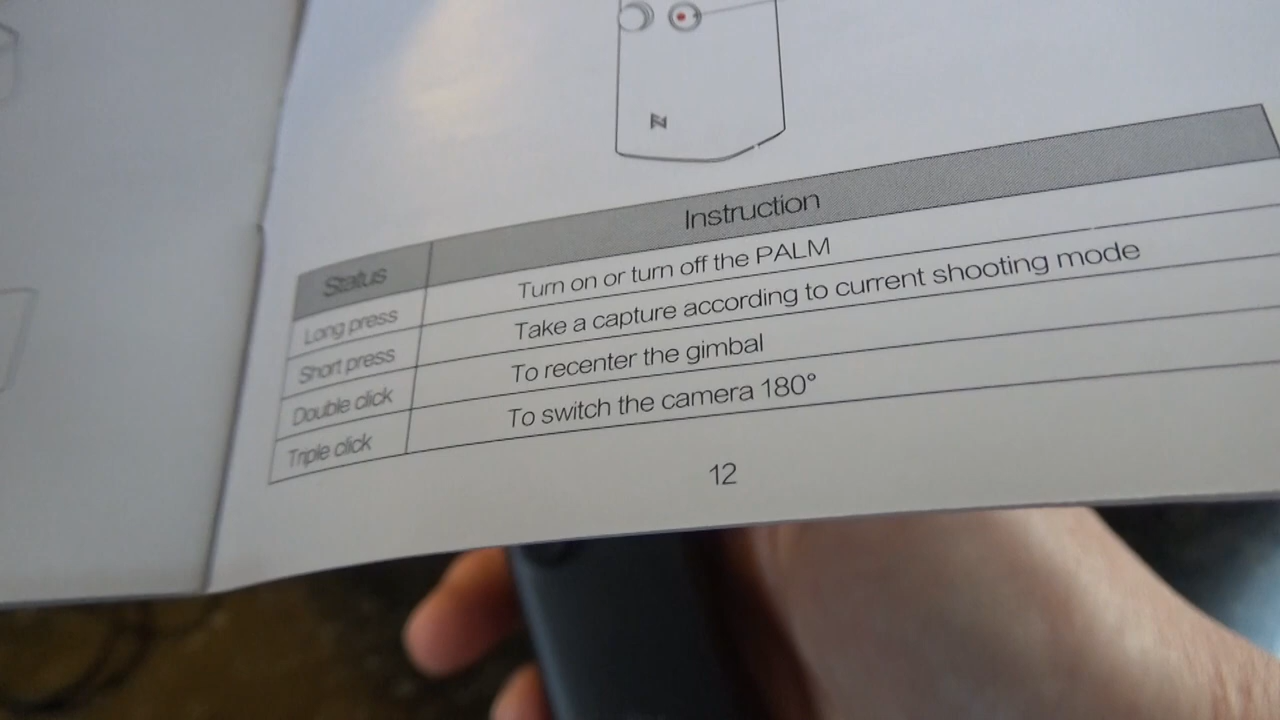 Status Instruction
Long press Turn on or turn off the PALM
Short press Take a capture according to current shooting mode
Double click To recenter the gimbal
Triple click To switch the camera 180°
12